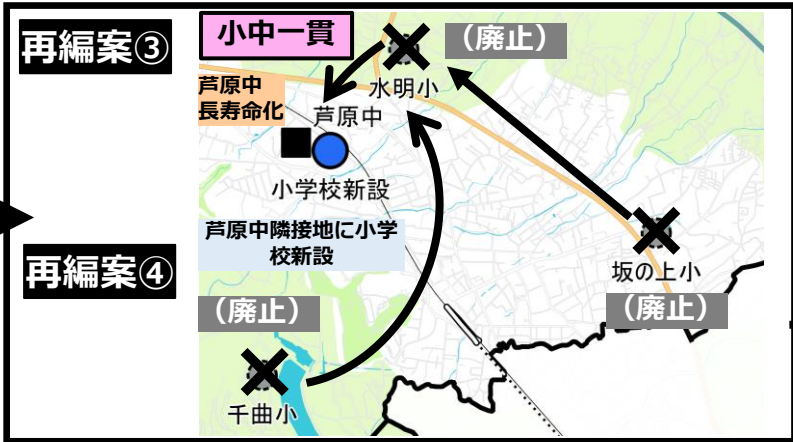 再編案③
小中一貫
（廃止）
水明小
芦原中
長寿命化
芦原中
小学校新設
芦原中隣接地に小学
校新設
再編案④
坂の上小
（廃止）
（廃止）
千曲小